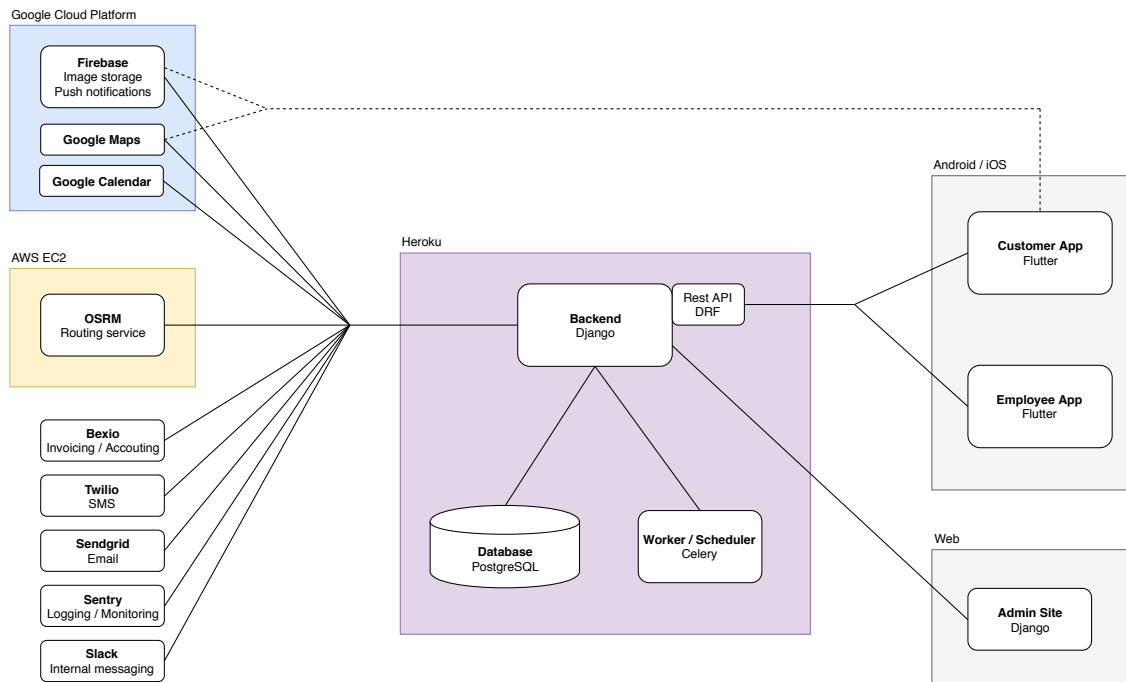 Google Cloud Platform
Firebase
Image storage
Push notifications
Google Maps
Google Calendar
AWS EC2
OSRM
Routing service
Bexio
Invoicing / Accouting
Twilio
SMS
Sendgrid
Email
Sentry
Logging / Monitoring
Slack
Internal messaging
Heroku
Backend
Django
Rest API
DRF
Database
PostgreSQL
Worker / Scheduler
Celery
Android / iOS
Customer App
Flutter
Employee App
Flutter
Web
Admin Site
Django